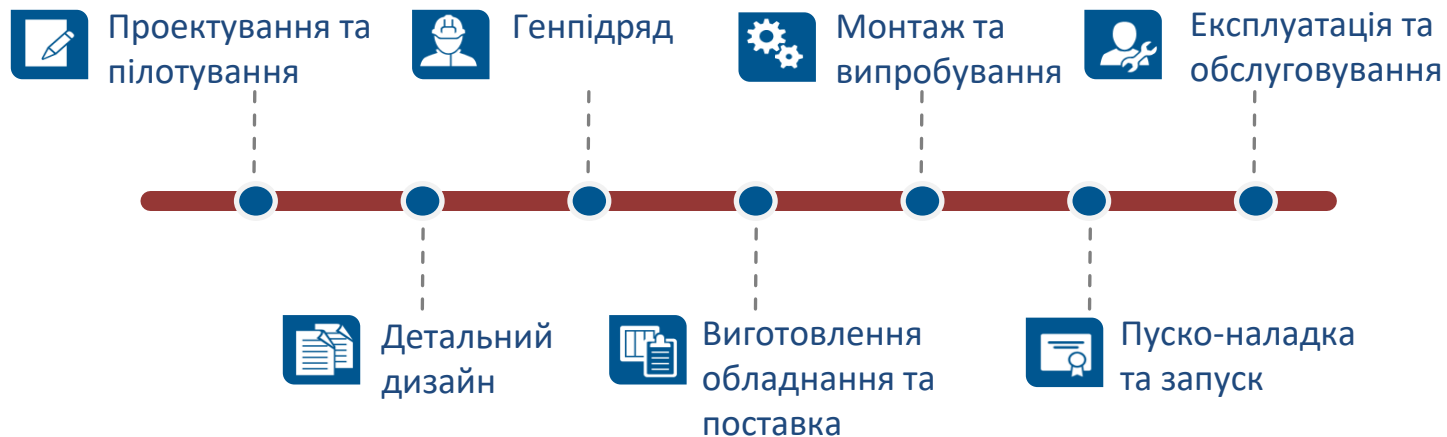 Проектування та
пілотування
Генпідряд
Монтаж та
випробування
Експлуатація та
обслуговування
Детальний
дизайн
Виготовлення
обладнання та
поставка
Пуско-наладка
та запуск